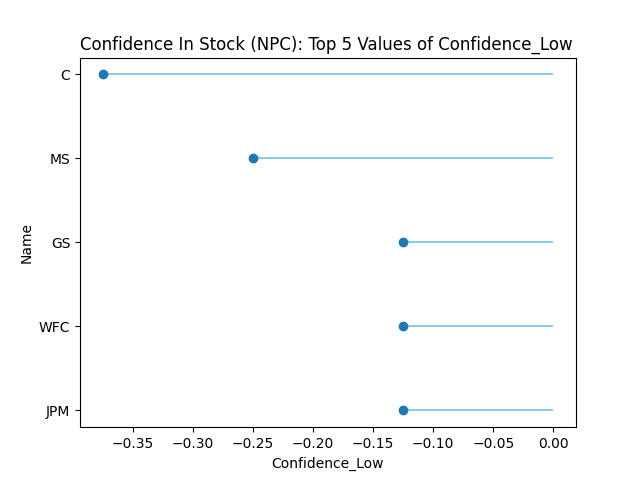 Confidence In Stock (NPC): Top 5 Values of Confidence_Low
C
MS
GS
WFC
JPM
Name
−0.35 −0.30 −0.25 −0.20 −0.15 −0.10 −0.05 0.00
Confidence_Low